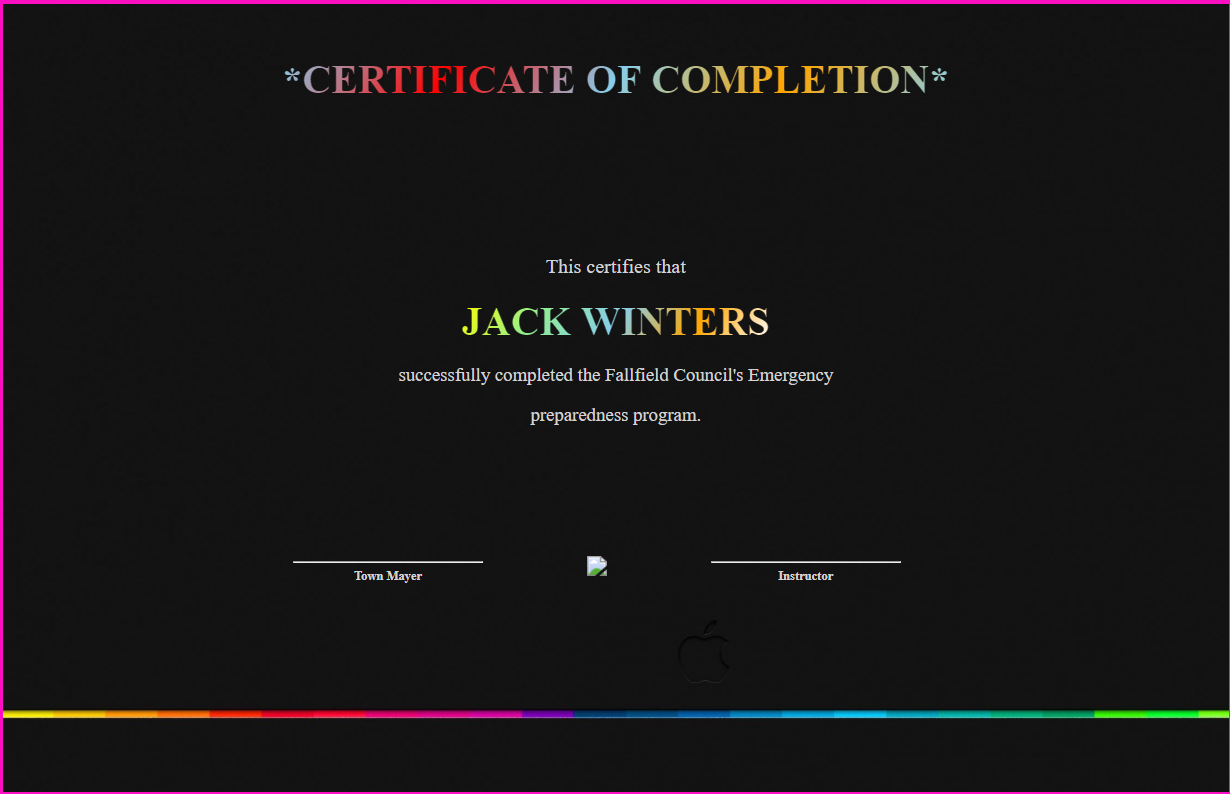 *CERTIFICATE OF COMPLETION*
This certifies that
JACK WINTERS
successfully completed the Fallfield Council's Emergency
preparedness program.
Town Mayer
Instructor